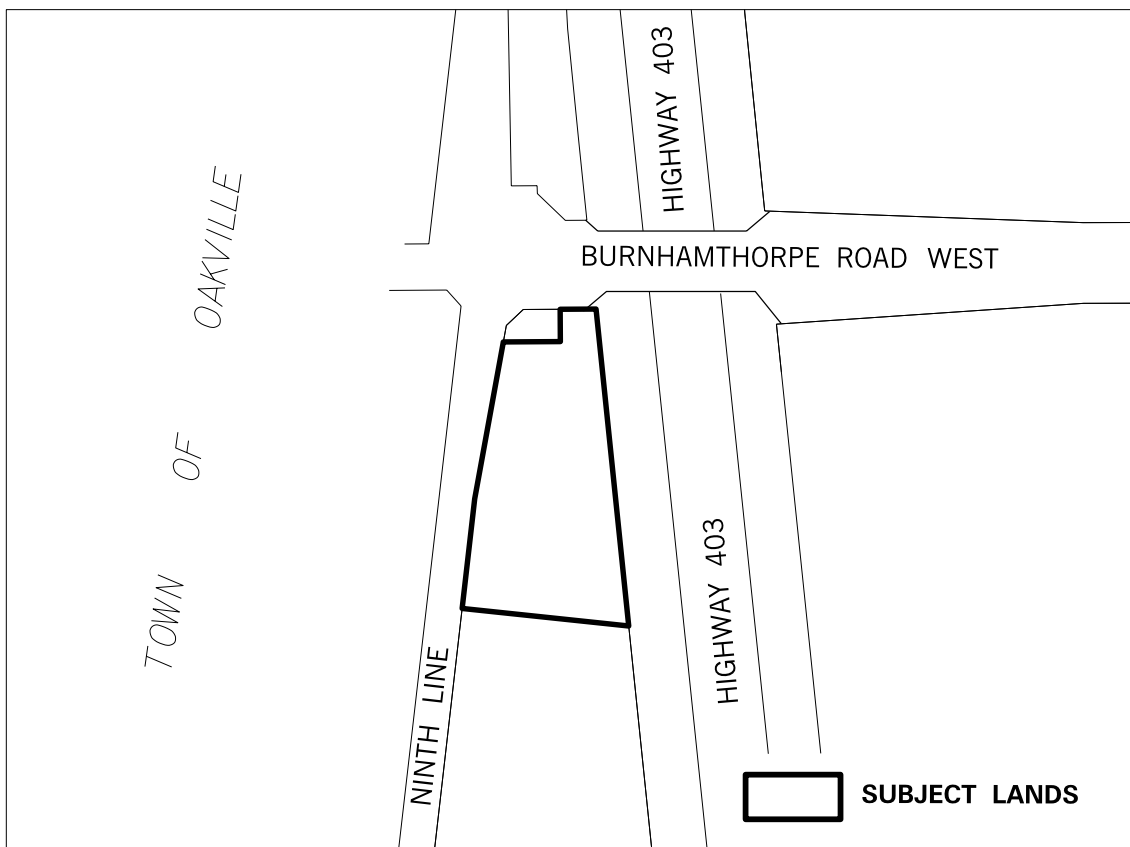 HIGHWAY 403
BURNHAMTHORPE ROAD WEST
TOWN OF OAKVILLE
HIGHWAY 403
NINTH LINE
SUBJECT LANDS